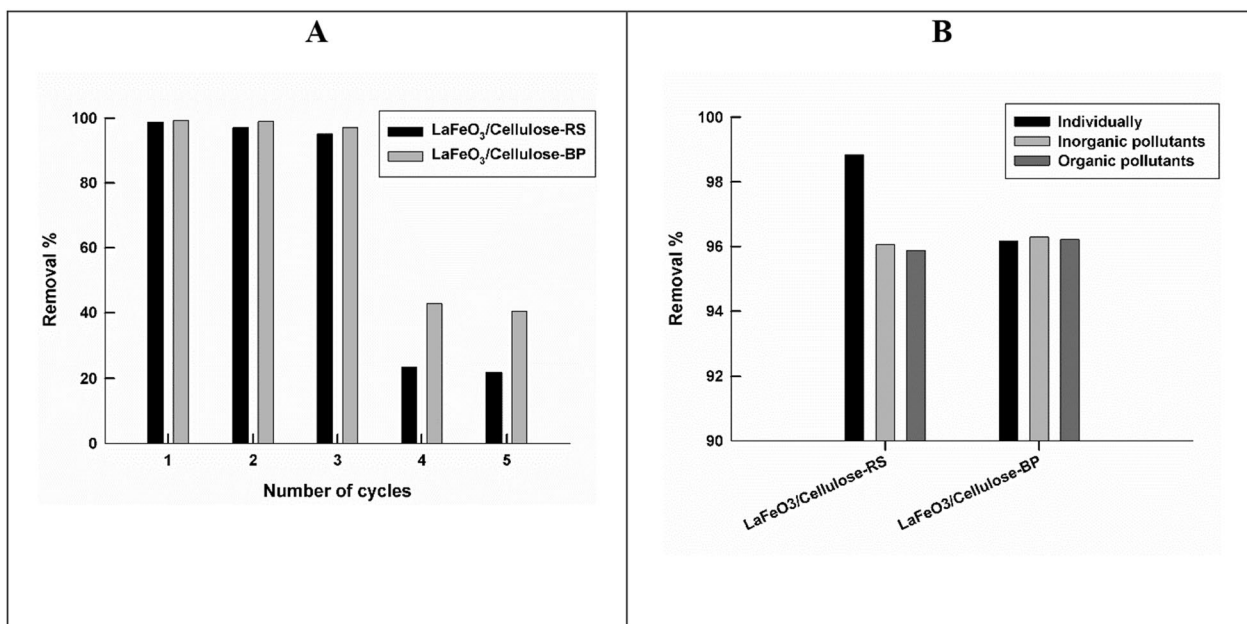 A
Removal %
100
80
60
40
20
0
LaFeO₃/Cellulose-RS
LaFeO₃/Cellulose-BP
1 2 3 4 5
Number of cycles
B
Removal %
100
98
96
94
92
90
Individually
Inorganic pollutants
Organic pollutants
LaFeO3/Cellulose-RS
LaFeO3/Cellulose-BP